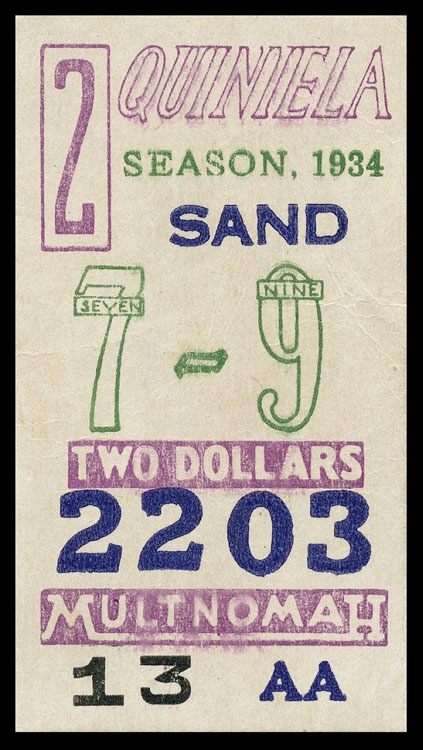 2 QUINIELA
SEASON, 1934
SAND
7 - 9
SEVEN NINE
TWO DOLLARS
2203
MULTNOMAH
13 AA